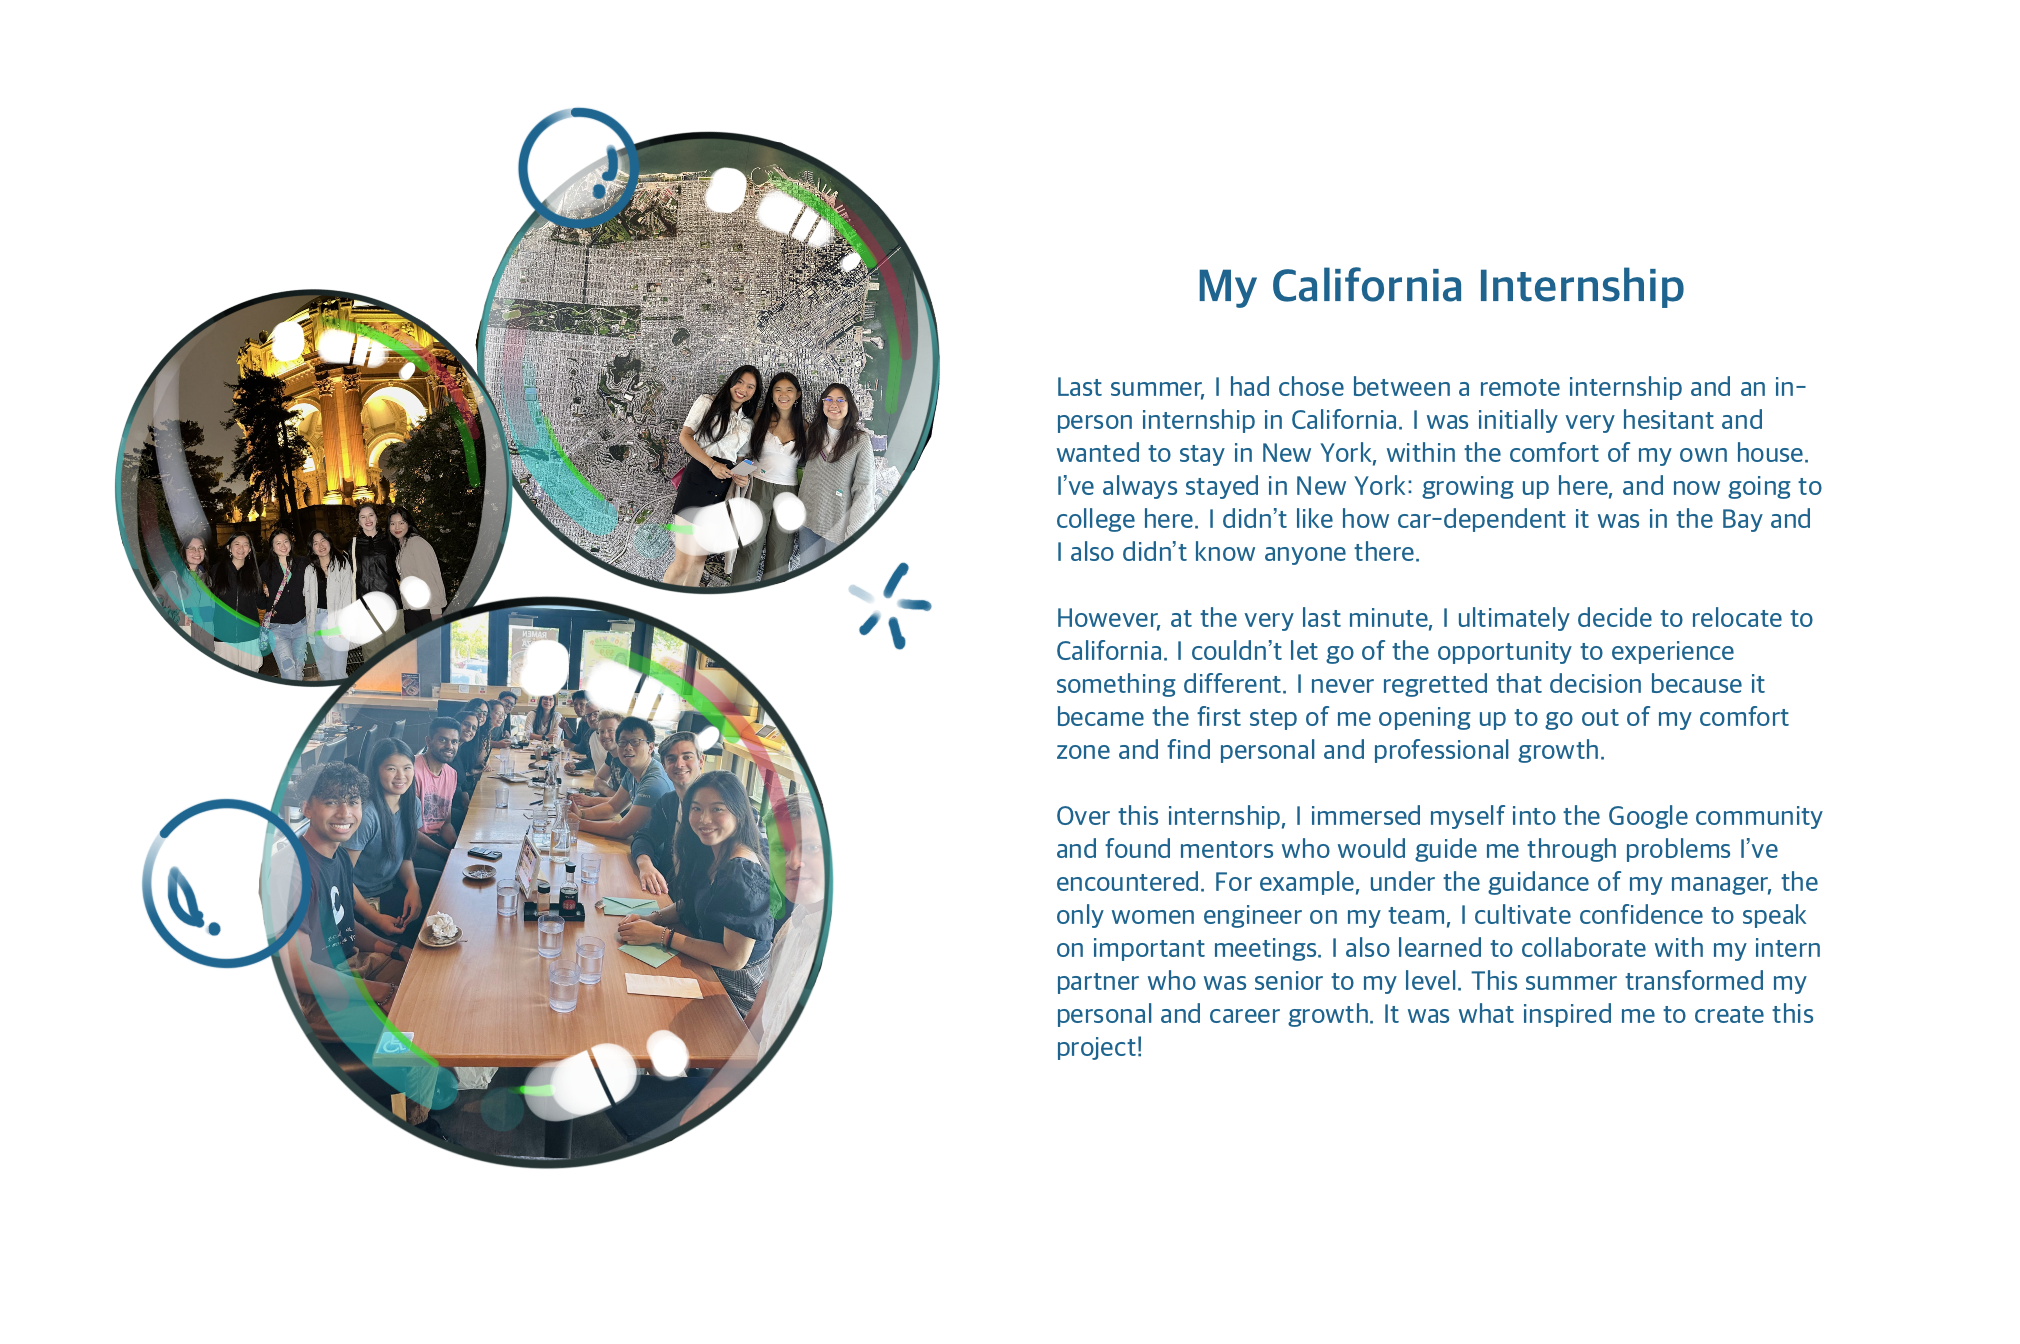 My California Internship
Last summer, I had chose between a remote internship and an in-
person internship in California. I was initially very hesitant and
wanted to stay in New York, within the comfort of my own house.
I've always stayed in New York: growing up here, and now going to
college here. I didn't like how car-dependent it was in the Bay and
I also didn't know anyone there.
However, at the very last minute, I ultimately decide to relocate to
California. I couldn't let go of the opportunity to experience
something different. I never regretted that decision because it
became the first step of me opening up to go out of my comfort
zone and find personal and professional growth.
Over this internship, I immersed myself into the Google community
and found mentors who would guide me through problems I've
encountered. For example, under the guidance of my manager, the
only women engineer on my team, I cultivate confidence to speak
on important meetings. I also learned to collaborate with my intern
partner who was senior to my level. This summer transformed my
personal and career growth. It was what inspired me to create this
project!
RAMEN